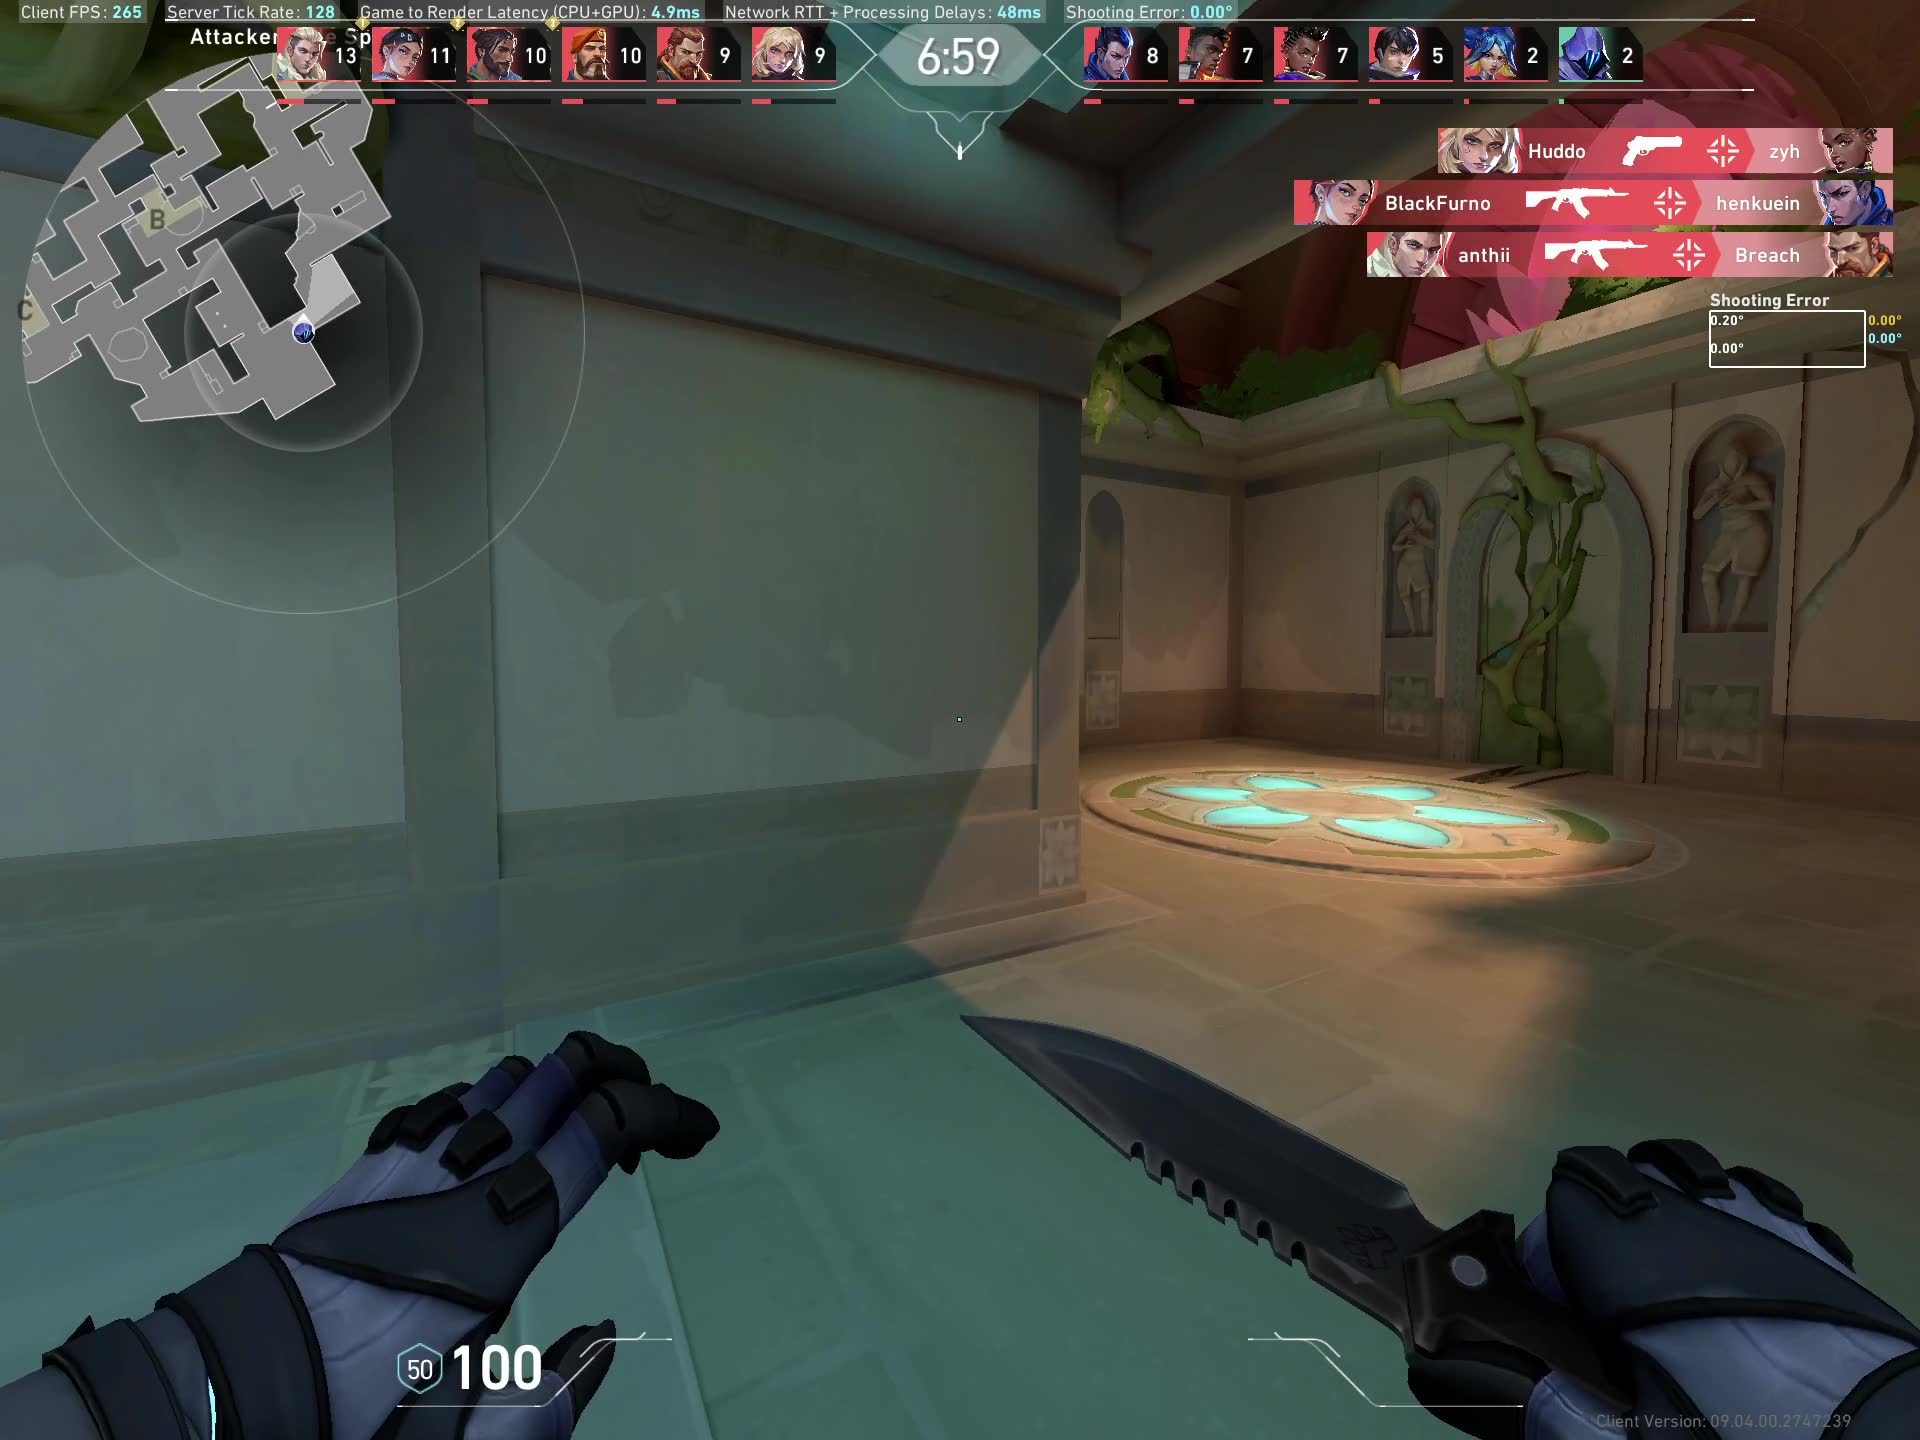 Client FPS: 265 Server Tick Rate: 128 Game to Render Latency (CPU+GPU): 4.9ms Network RTT + Processing Delays: 48ms Shooting Error: 0.00°
Attacker Sp
13 11 10 10 9 9 6:59 8 7 7 5 2 2
Huddo zyh
BlackFurno henkuein
anthii Breach
B
C
Shooting Error
0.20° 0.00°
0.00°
0.00°
50 100
Client Version: 09.04.00.2747239